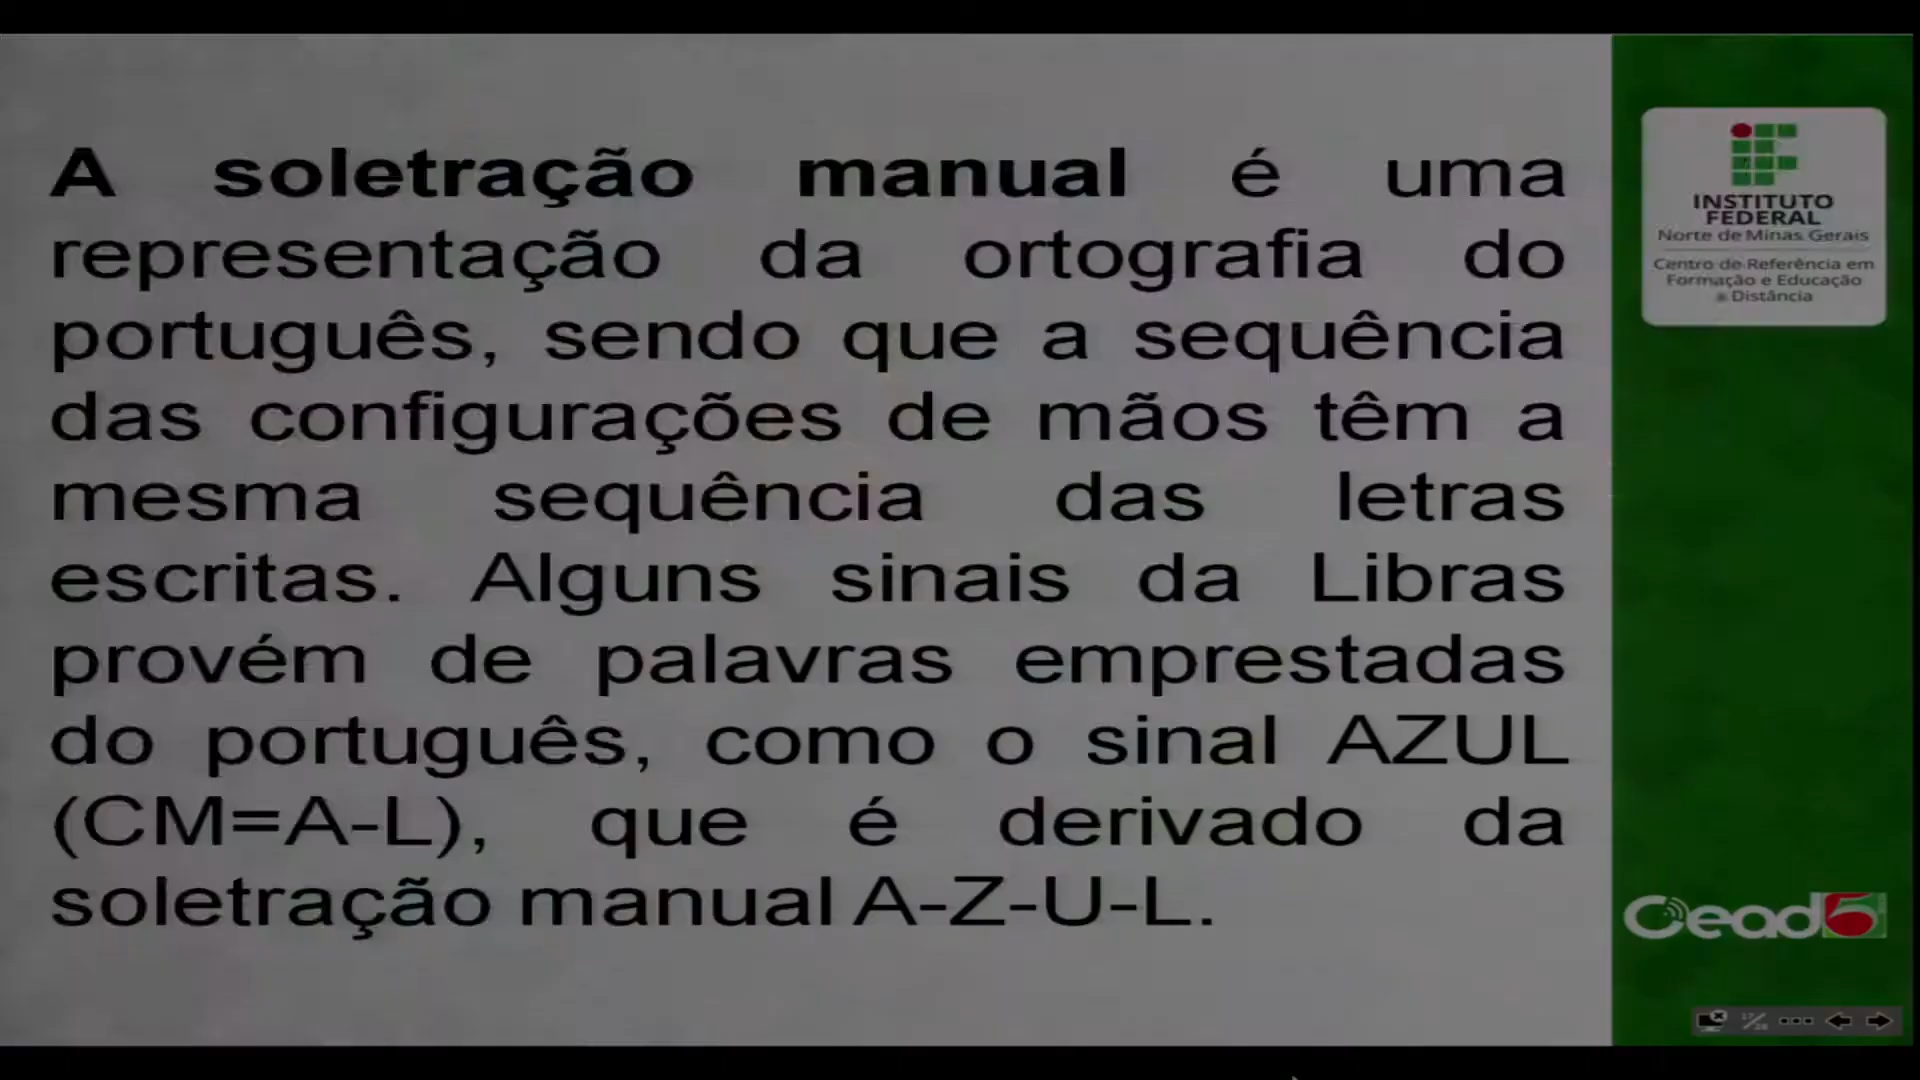 A soletração manual é uma
representação da ortografia do
português, sendo que a sequência
das configurações de mãos têm a
mesma sequência das letras
escritas. Alguns sinais da Libras
provém de palavras emprestadas
do português, como o sinal AZUL
(CM=A-L), que é derivado da
soletração manual A-Z-U-L.
INSTITUTO
FEDERAL
Norte de Minas Gerais
Centro de Referência em
Formação e Educação
a Distância
Cead5